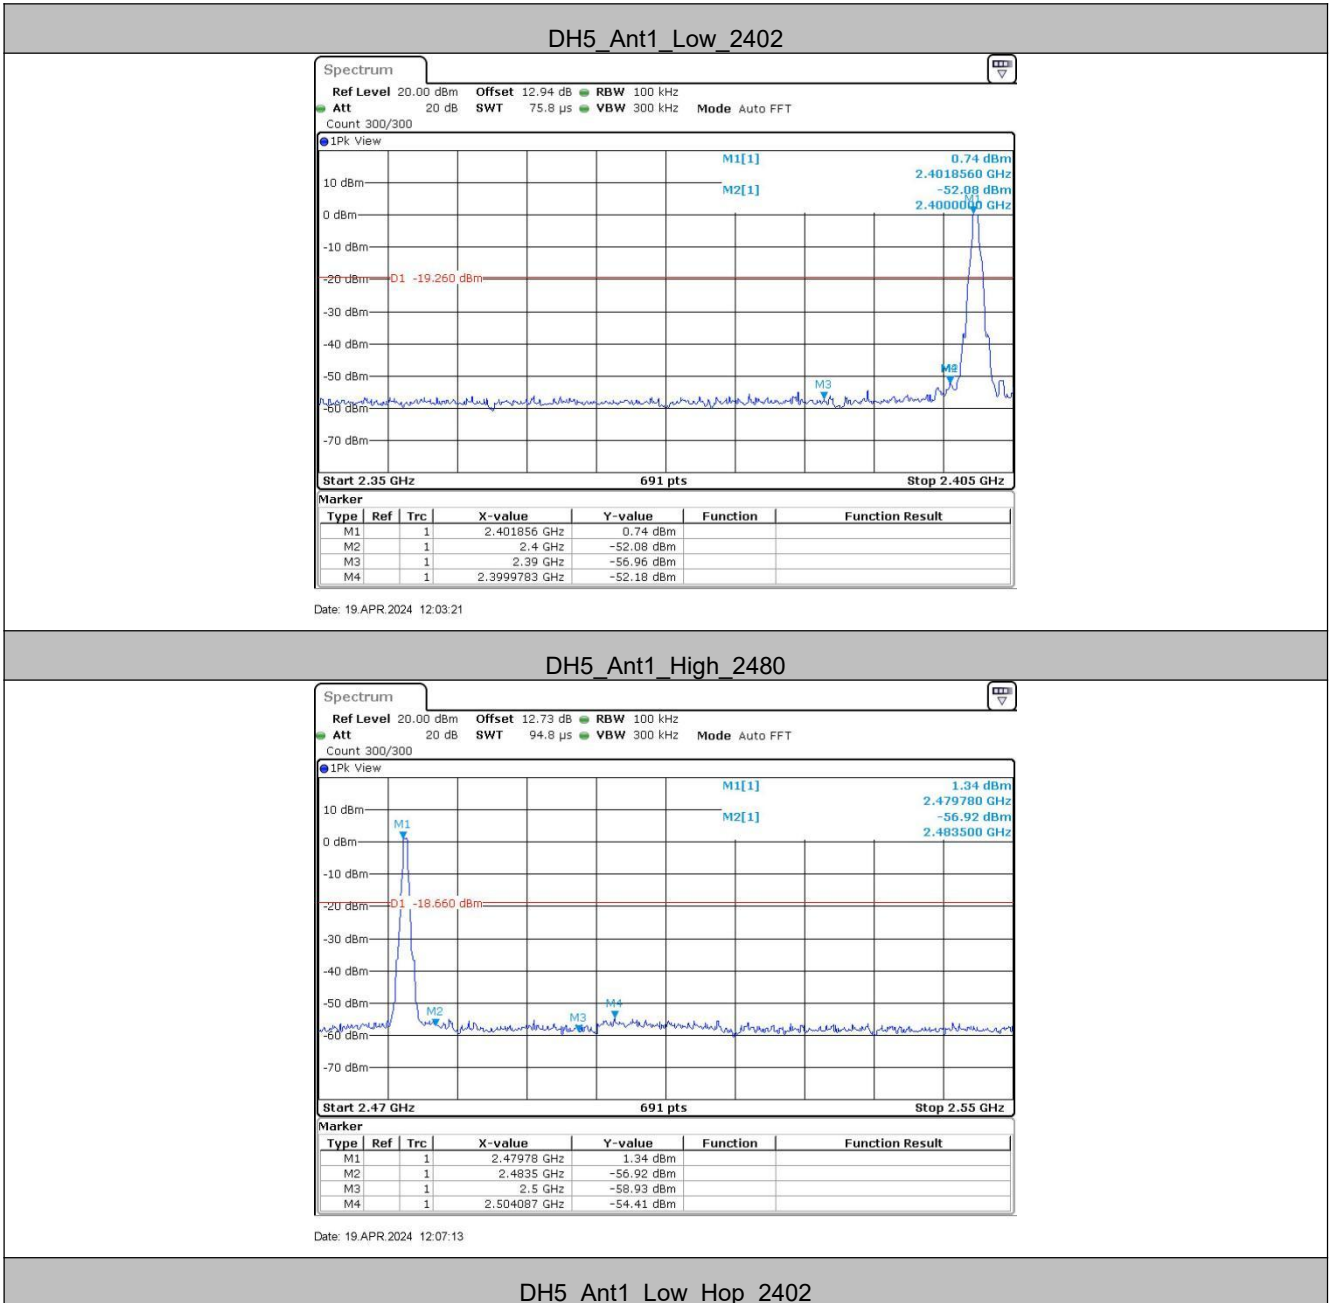 DH5_Ant1_Low_2402
Spectrum
Ref Level 20.00 dBm Offset 12.94 dB RBW 100 kHz
Att 20 dB SWT 75.8 µs VBW 300 kHz Mode Auto FFT
Count 300/300
1Pk View
M1[1] 0.74 dBm
2.4018560 GHz
10 dBm
M2[1] -52.08 dBm
2.4000000 GHz
M1
0 dBm
-10 dBm
-20 dBm D1 -19.260 dBm
-30 dBm
-40 dBm
-50 dBm
M3
-60 dBm
-70 dBm
Start 2.35 GHz 691 pts Stop 2.405 GHz
Marker
Type Ref Trc X-value Y-value Function Function Result
M1 1 2.401856 GHz 0.74 dBm
M2 1 2.4 GHz -52.08 dBm
M3 1 2.39 GHz -56.96 dBm
M4 1 2.3999783 GHz -52.18 dBm
Date: 19.APR.2024 12:03:21
DH5_Ant1_High_2480
Spectrum
Ref Level 20.00 dBm Offset 12.73 dB RBW 100 kHz
Att 20 dB SWT 94.8 µs VBW 300 kHz Mode Auto FFT
Count 300/300
1Pk View
M1[1] 1.34 dBm
2.479780 GHz
10 dBm
M2[1] -56.92 dBm
2.483500 GHz
M1
0 dBm
-10 dBm
-20 dBm D1 -18.660 dBm
-30 dBm
-40 dBm
-50 dBm
M2 M3 M4
-60 dBm
-70 dBm
Start 2.47 GHz 691 pts Stop 2.55 GHz
Marker
Type Ref Trc X-value Y-value Function Function Result
M1 1 2.47978 GHz 1.34 dBm
M2 1 2.4835 GHz -56.92 dBm
M3 1 2.5 GHz -58.93 dBm
M4 1 2.504087 GHz -54.41 dBm
Date: 19.APR.2024 12:07:13
DH5_Ant1_Low_Hop_2402